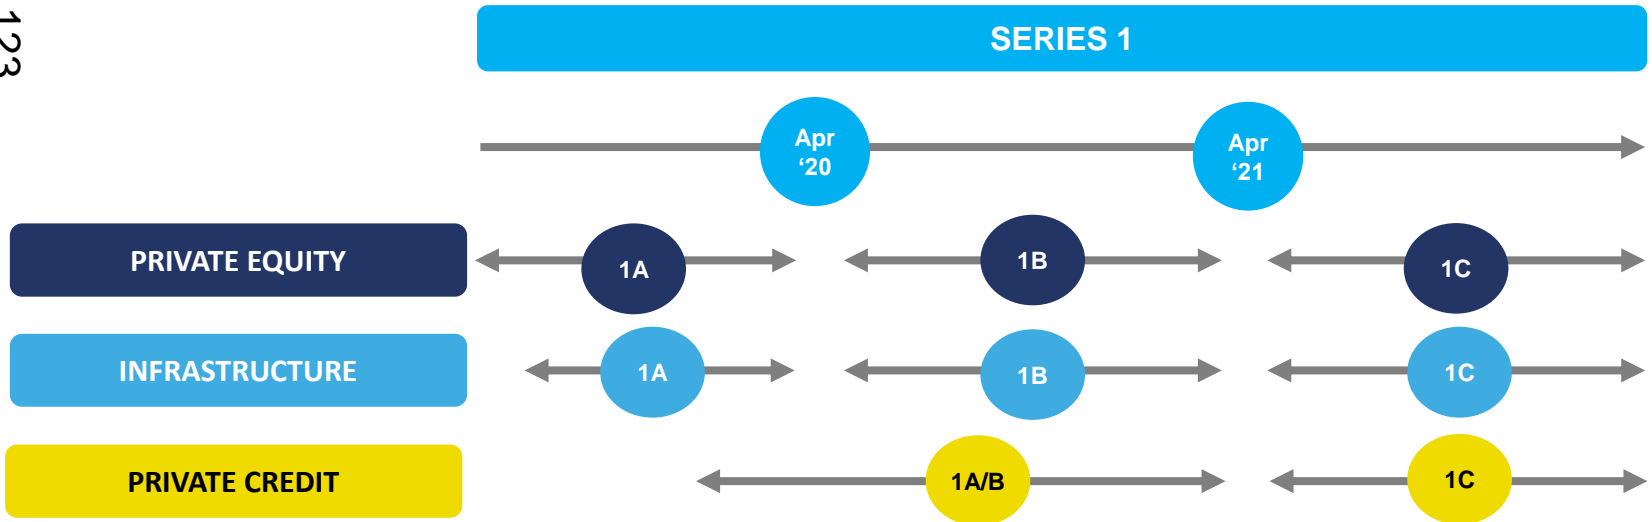 123
SERIES 1
Apr
‘20
Apr
‘21
PRIVATE EQUITY
1A
1B
1C
INFRASTRUCTURE
1A
1B
1C
PRIVATE CREDIT
1A/B
1C